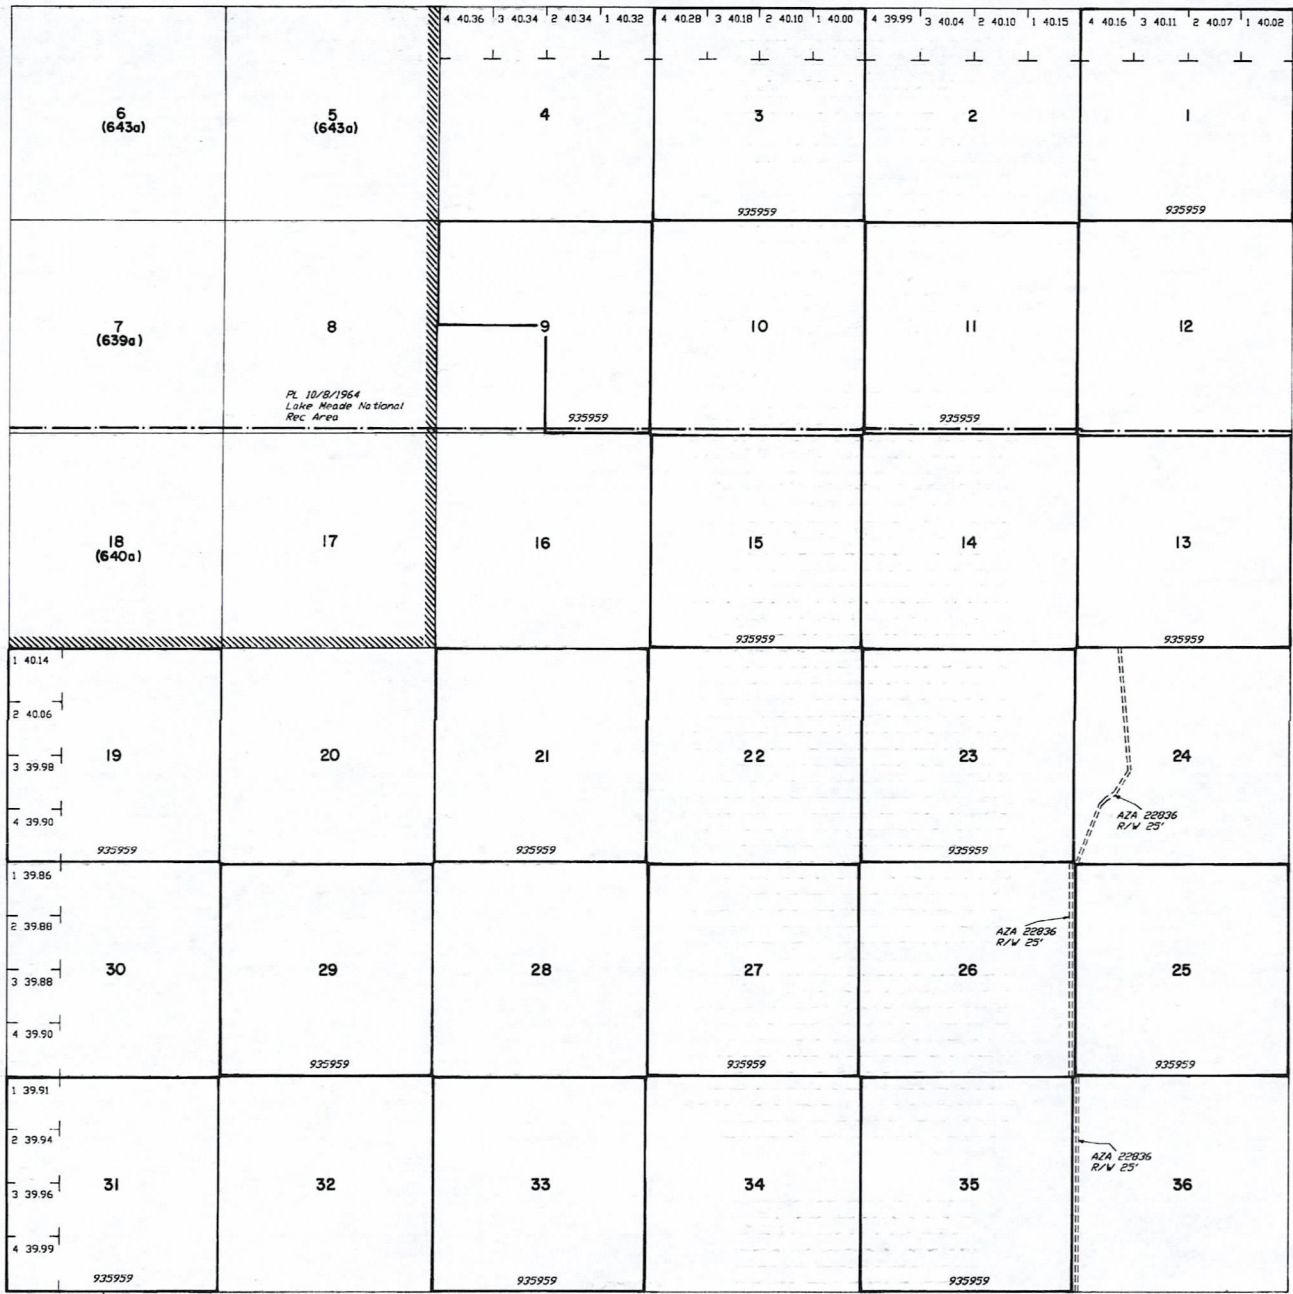 4 40.36 3 40.34 2 40.34 1 40.32 4 40.28 3 40.18 2 40.10 1 40.00 4 39.99 3 40.04 2 40.10 1 40.15 4 40.16 3 40.11 2 40.07 1 40.02
6 5 4 3 2 1
(643a) (643a)
935959 935959
7 8 9 10 11 12
(639a)
PL 10/8/1964
Lake Meade National
Rec Area
935959 935959
18 17 16 15 14 13
(640a)
935959 935959
1 40.14
2 40.06
19 20 21 22 23 24
3 39.98
AZA 22836
R/W 25'
4 39.90
935959 935959 935959
1 39.86
2 39.88
AZA 22836
R/W 25'
30 29 28 27 26 25
3 39.88
4 39.90
935959 935959 935959
1 39.91
2 39.94
AZA 22836
R/W 25'
31 32 33 34 35 36
3 39.96
4 39.99
935959 935959 935959